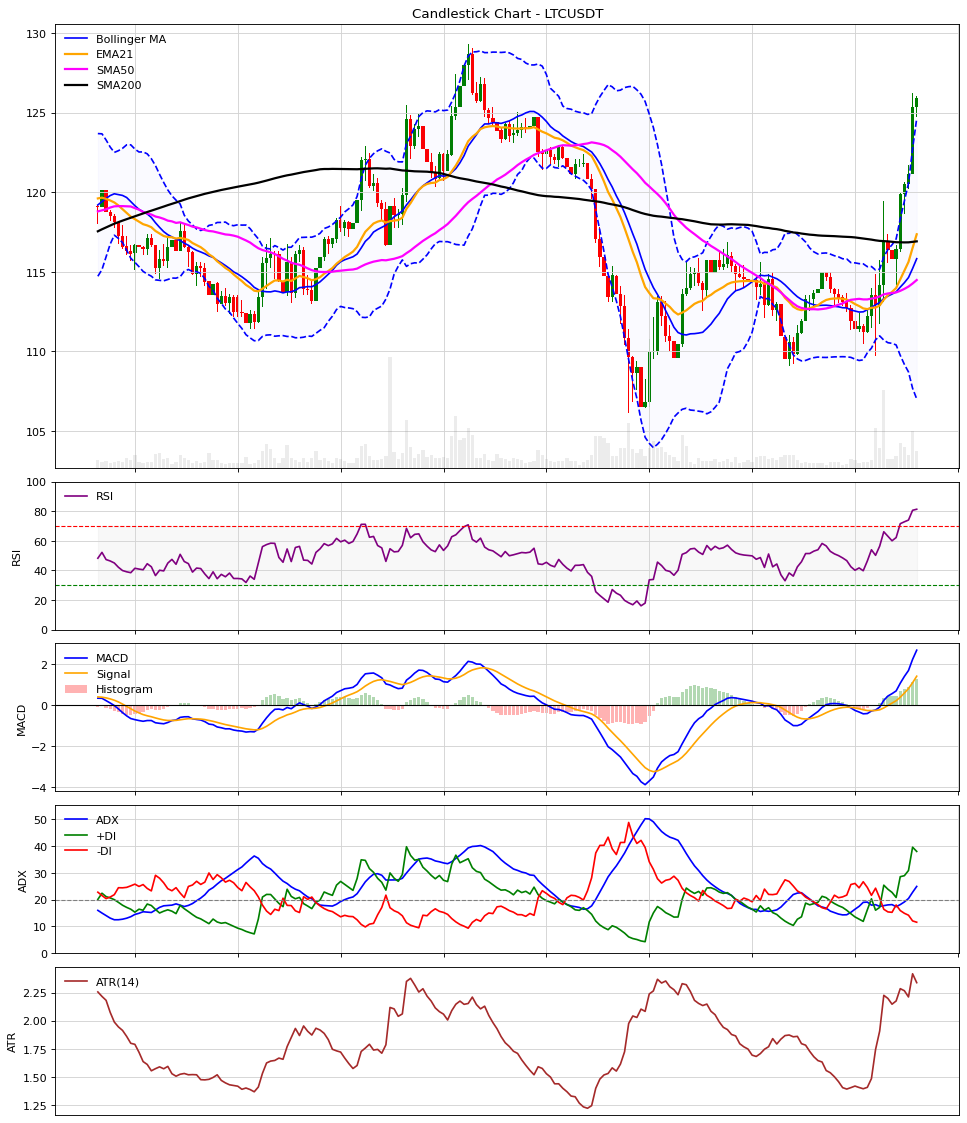 Candlestick Chart - LTCUSDT
Bollinger MA
EMA21
SMA50
SMA200
130
125
120
115
110
105
RSI
RSI
100
80
60
40
20
0
MACD
Signal
Histogram
MACD
2
0
−2
−4
ADX
+DI
-DI
ADX
50
40
30
20
10
0
ATR(14)
ATR
2.25
2.00
1.75
1.50
1.25